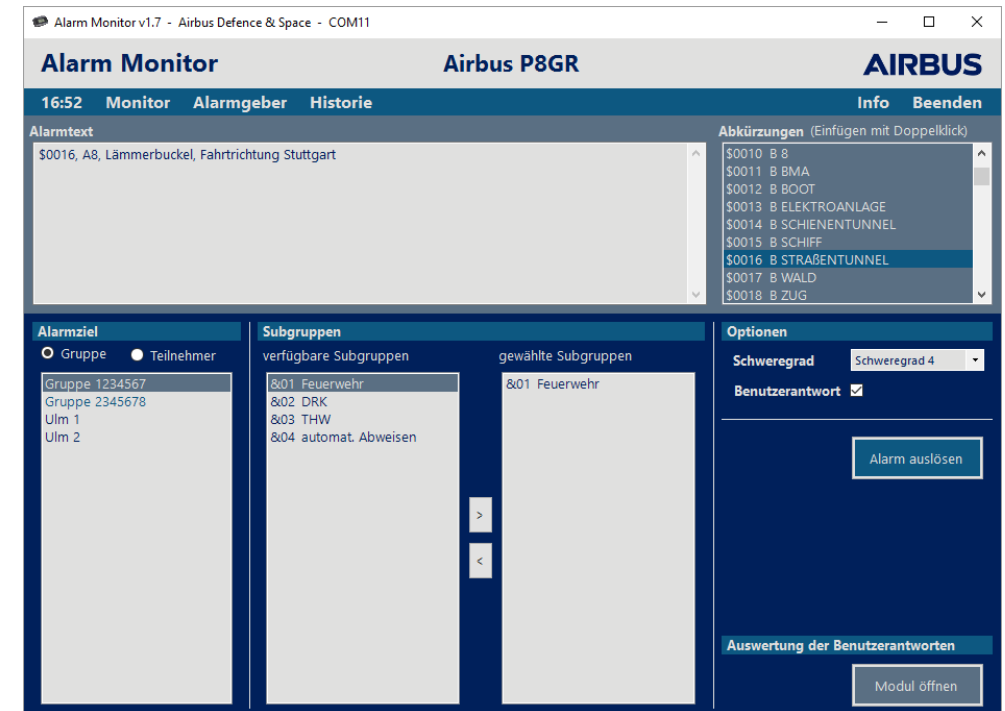 Alarm Monitor v1.7 - Airbus Defence & Space - COM11
Alarm Monitor
Airbus P8GR
AIRBUS
16:52 Monitor Alarmgeber Historie Info Beenden
Alarmtext
$0016, A8, Lämmerbuckel, Fahrtrichtung Stuttgart
Abkürzungen (Einfügen mit Doppelklick)
$0010 B 8
$0011 B BMA
$0012 B BOOT
$0013 B ELEKTROANLAGE
$0014 B SCHIENENTUNNEL
$0015 B SCHIFF
$0016 B STRAßENTUNNEL
$0017 B WALD
$0018 B ZUG
Alarmziel
Gruppe Teilnehmer
Gruppe 1234567
Gruppe 2345678
Ulm 1
Ulm 2
Subgruppen
verfügbare Subgruppen
&01 Feuerwehr
&02 DRK
&03 THW
&04 automat. Abweisen
>
<
gewählte Subgruppen
&01 Feuerwehr
Optionen
Schweregrad Schweregrad 4
Benutzerantwort
Alarm auslösen
Auswertung der Benutzerantworten
Modul öffnen